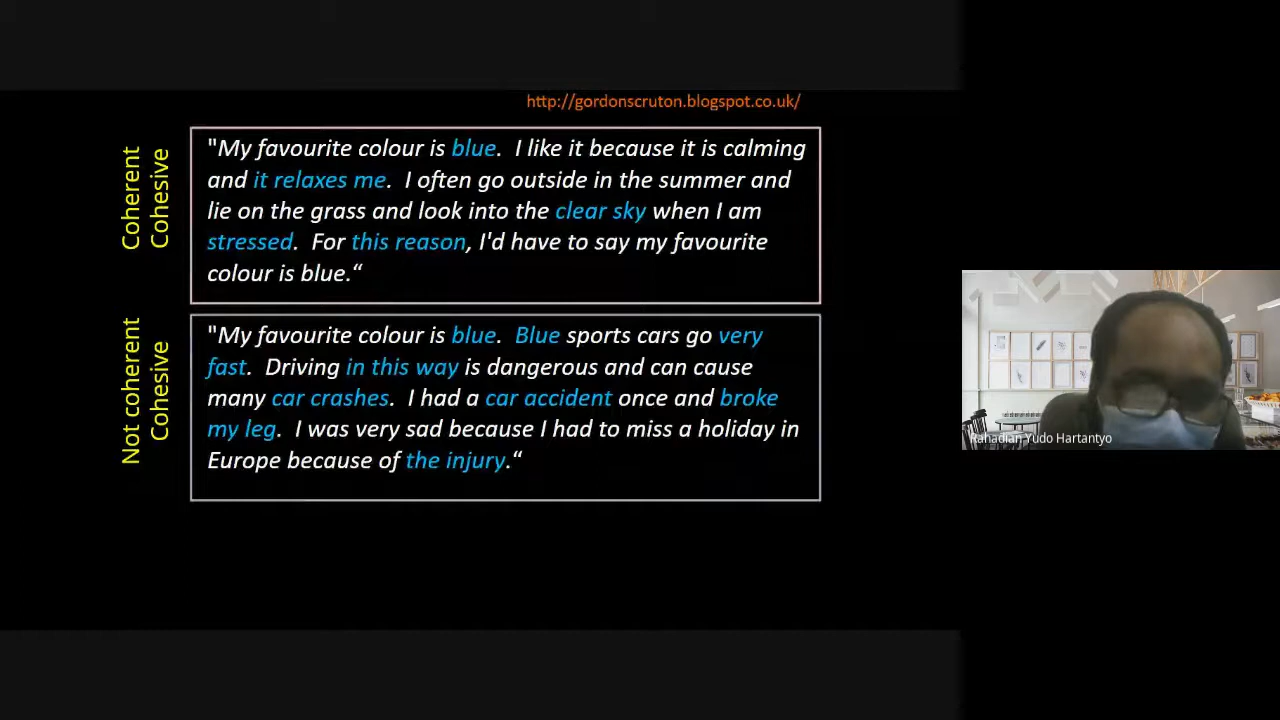 http://gordonscruton.blogspot.co.uk/
Coherent
Cohesive
"My favourite colour is blue.  I like it because it is calming
and it relaxes me.  I often go outside in the summer and
lie on the grass and look into the clear sky when I am
stressed.  For this reason, I'd have to say my favourite
colour is blue.“
Not coherent
Cohesive
"My favourite colour is blue.  Blue sports cars go very
fast.  Driving in this way is dangerous and can cause
many car crashes.  I had a car accident once and broke
my leg.  I was very sad because I had to miss a holiday in
Europe because of the injury.“
Rahadian Yudo Hartantyo